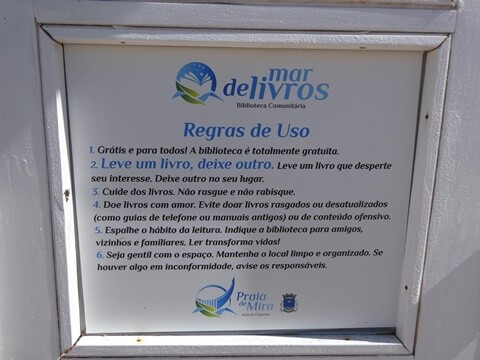 mar
de livros
Biblioteca Comunitária
Regras de Uso
1. Grátis e para todos! A biblioteca é totalmente gratuita.
2. Leve um livro, deixe outro. Leve um livro que desperte
seu interesse. Deixe outro no seu lugar.
3. Cuide dos livros. Não rasgue e não rabisque.
4. Doe livros com amor. Evite doar livros rasgados ou desatualizados
(como guias de telefone ou manuais antigos) ou de conteúdo ofensivo.
5. Espalhe o hábito da leitura. Indique a biblioteca para amigos,
vizinhos e familiares. Ler transforma vidas!
6. Seja gentil com o espaço. Mantenha o local limpo e organizado. Se
houver algo em inconformidade, avise os responsáveis.
Praia
de Mira